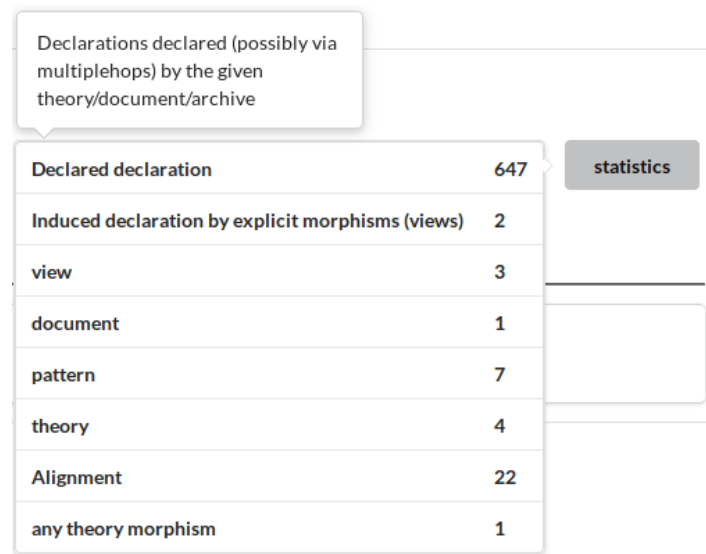 Declarations declared (possibly via
multiplehops) by the given
theory/document/archive
Declared declaration 647
statistics
Induced declaration by explicit morphisms (views) 2
view 3
document 1
pattern 7
theory 4
Alignment 22
any theory morphism 1